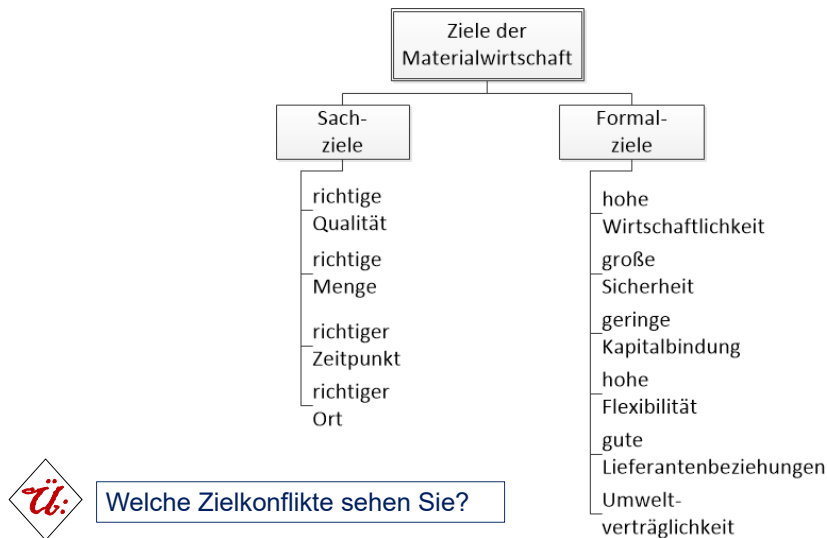 Ziele der
Materialwirtschaft
Sach-
ziele
richtige
Qualität
richtige
Menge
richtiger
Zeitpunkt
richtiger
Ort
Formal-
ziele
hohe
Wirtschaftlichkeit
große
Sicherheit
geringe
Kapitalbindung
hohe
Flexibilität
gute
Lieferantenbeziehungen
Umwelt-
verträglichkeit
Ü:
Welche Zielkonflikte sehen Sie?